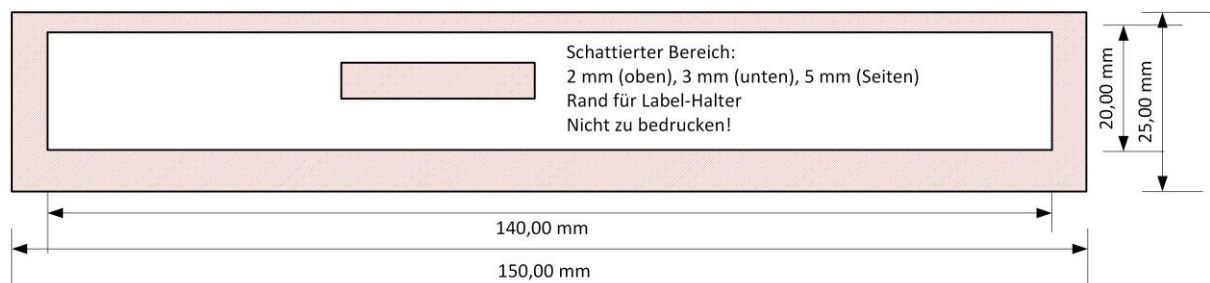 Schattierter Bereich:
2 mm (oben), 3 mm (unten), 5 mm (Seiten)
Rand für Label-Halter
Nicht zu bedrucken!
20,00 mm
25,00 mm
140,00 mm
150,00 mm